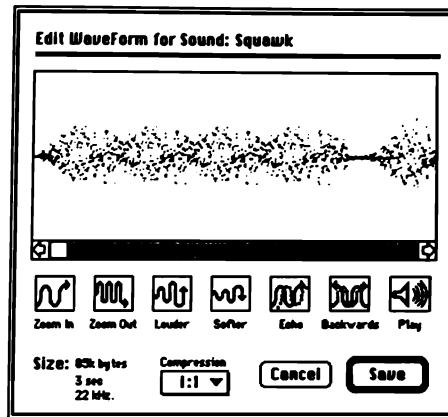 Edit WaveForm for Sound: Squawk
Zoom In Zoom Out Louder Softer Echo Backwards Play
Size: 85k bytes
3 sec
22 kHz.
Compression
1:1
Cancel Save